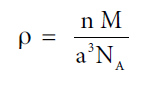 ρ = n M / a³N_A